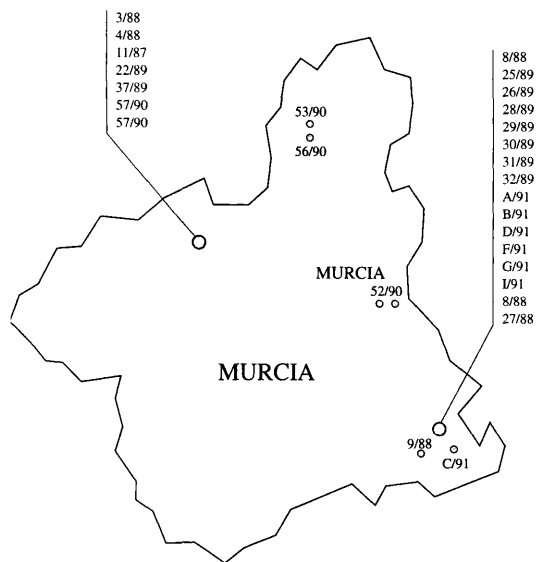 3/88
4/88
11/87
22/89
37/89
57/90
57/90
8/88
25/89
26/89
28/89
29/89
30/89
31/89
32/89
A/91
B/91
D/91
F/91
G/91
I/91
8/88
27/88
53/90
56/90
MURCIA
52/90
MURCIA
9/88
C/91